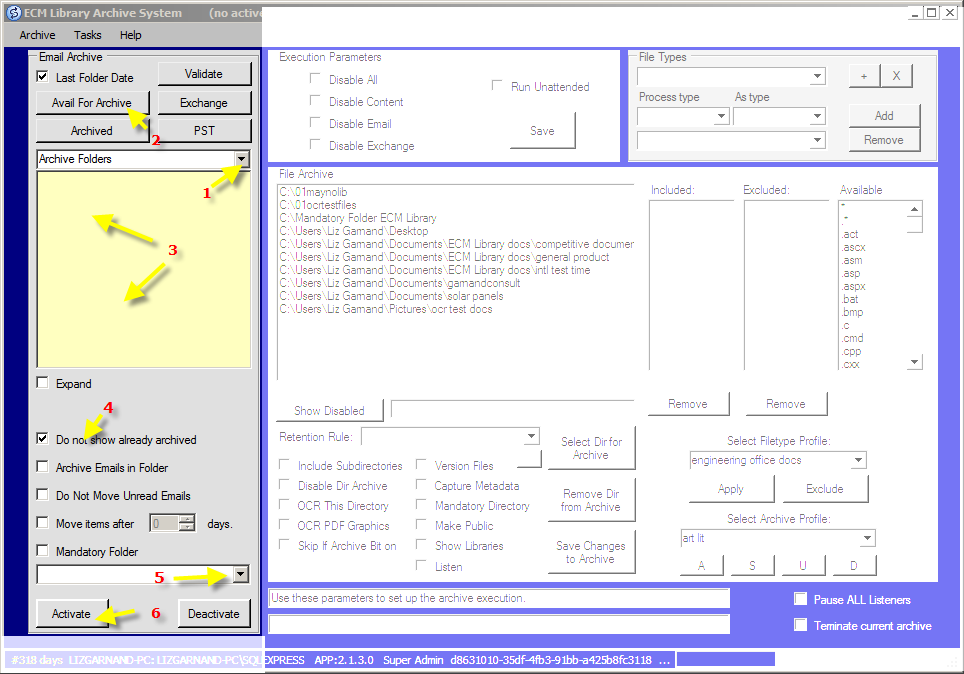 ECM Library Archive System (no active
Archive Tasks Help
Email Archive
Last Folder Date
Validate
Avail For Archive
Exchange
2
Archived
PST
Archive Folders
1
3
Expand
4
Do not show already archived
Archive Emails in Folder
Do Not Move Unread Emails
Move items after 0 days.
Mandatory Folder
5
Activate
6
Deactivate
Execution Parameters
Disable All
Disable Content
Disable Email
Disable Exchange
Run Unattended
Save
File Types
+ X
Process type As type
Add
Remove
File Archive
C:\01maynolib
C:\01ocrtestfiles
C:\Mandatory Folder ECM Library
C:\Users\Liz Gamand\Desktop
C:\Users\Liz Gamand\Documents\ECM Library docs\competitive documer
C:\Users\Liz Gamand\Documents\ECM Library docs\general product
C:\Users\Liz Gamand\Documents\ECM Library docs\intl test time
C:\Users\Liz Gamand\Documents\gamandconsult
C:\Users\Liz Gamand\Documents\solar panels
C:\Users\Liz Gamand\Pictures\ocr test docs
Included:
Excluded:
Available
.act
.ascx
.asm
.asp
.aspx
.bat
.bmp
.c
.cmd
.cpp
.cxx
Show Disabled
Remove
Remove
Retention Rule:
Select Dir for
Archive
Include Subdirectories
Disable Dir Archive
OCR This Directory
OCR PDF Graphics
Skip If Archive Bit on
Version Files
Capture Metadata
Mandatory Directory
Make Public
Show Libraries
Listen
Remove Dir
from Archive
Save Changes
to Archive
Select Filetype Profile:
engineering office docs
Apply
Exclude
Select Archive Profile:
art lit
A S U D
Use these parameters to set up the archive execution.
Pause ALL Listeners
Terminate current archive
#318 days LIZGARNAND-PC: LIZGARNAND-PC\SQLEXPRESS APP:2.1.3.0 Super Admin d8631010-35df-4fb3-91bb-a425b8fc3118 ...